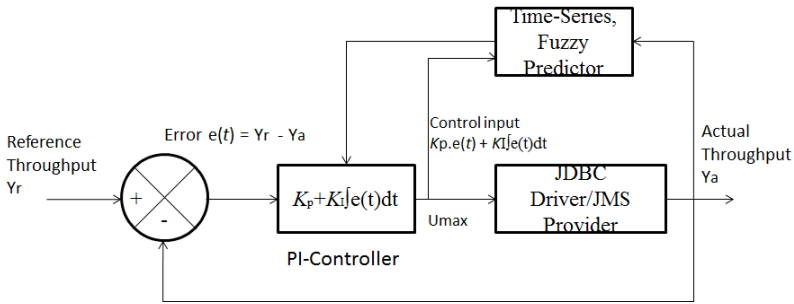 Time-Series,
Fuzzy
Predictor
Reference
Throughput
Yr
Error e(t) = Yr - Ya
Control input
Kp.e(t) + KI∫e(t)dt
Actual
Throughput
Ya
+
-
Kp+KI∫e(t)dt
PI-Controller
Umax
JDBC
Driver/JMS
Provider